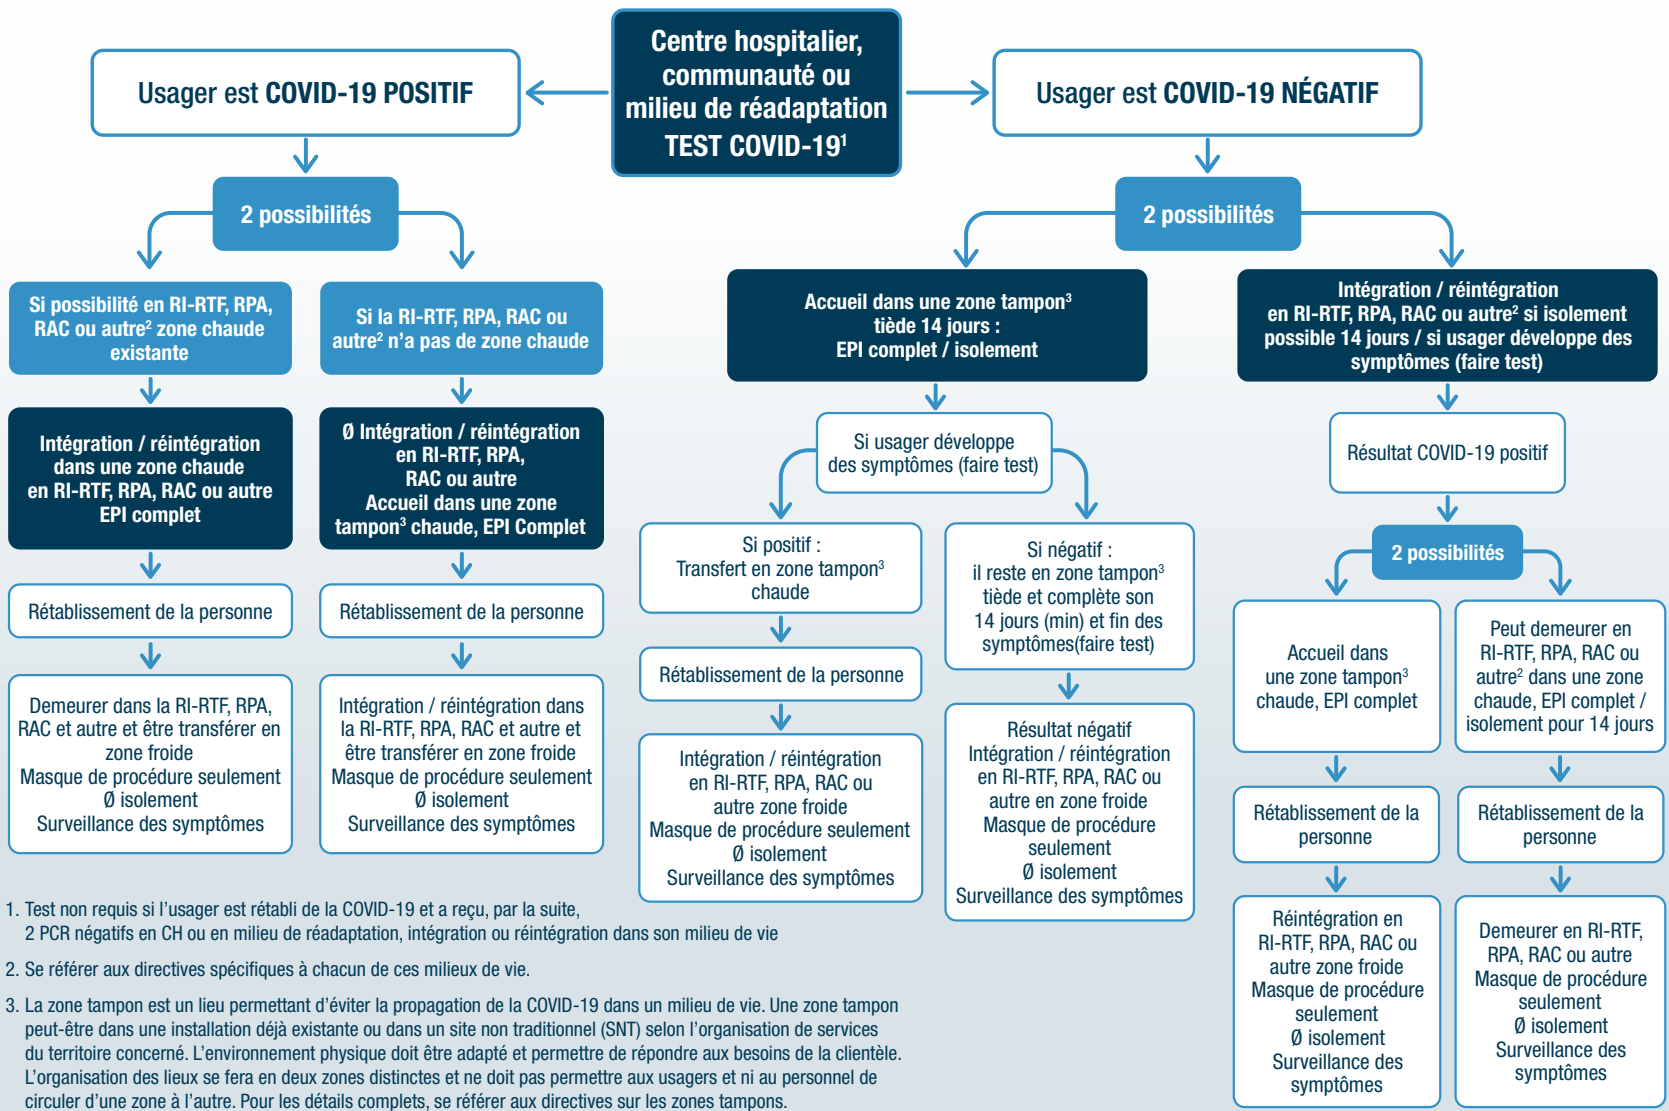 Centre hospitalier,
communauté ou
milieu de réadaptation
TEST COVID-19¹
Usager est COVID-19 POSITIF
2 possibilités
Si possibilité en RI-RTF, RPA,
RAC ou autre² zone chaude
existante
Intégration / réintégration
dans une zone chaude
en RI-RTF, RPA, RAC ou autre
EPI complet
Rétablissement de la personne
Demeurer dans la RI-RTF, RPA,
RAC et autre et être transférer en
zone froide
Masque de procédure seulement
Ø isolement
Surveillance des symptômes
Si la RI-RTF, RPA, RAC ou
autre² n'a pas de zone chaude
Ø Intégration / réintégration
en RI-RTF, RPA,
RAC ou autre
Accueil dans une zone
tampon³ chaude, EPI Complet
Rétablissement de la personne
Intégration / réintégration dans
la RI-RTF, RPA, RAC et autre et
être transférer en zone froide
Masque de procédure seulement
Ø isolement
Surveillance des symptômes
Usager est COVID-19 NÉGATIF
2 possibilités
Accueil dans une zone tampon³
tiède 14 jours :
EPI complet / isolement
Si usager développe
des symptômes (faire test)
Si positif :
Transfert en zone tampon³
chaude
Rétablissement de la personne
Intégration / réintégration
en RI-RTF, RPA, RAC ou
autre zone froide
Masque de procédure seulement
Ø isolement
Surveillance des symptômes
Si négatif :
il reste en zone tampon³
tiède et complète son
14 jours (min) et fin des
symptômes(faire test)
Résultat négatif
Intégration / réintégration
en RI-RTF, RPA, RAC ou
autre en zone froide
Masque de procédure
seulement
Ø isolement
Surveillance des symptômes
Intégration / réintégration
en RI-RTF, RPA, RAC ou autre² si isolement
possible 14 jours / si usager développe des
symptômes (faire test)
Résultat COVID-19 positif
2 possibilités
Accueil dans
une zone tampon³
chaude, EPI complet
Rétablissement de la
personne
Réintégration en
RI-RTF, RPA, RAC ou
autre zone froide
Masque de procédure
seulement
Ø isolement
Surveillance des
symptômes
Peut demeurer en
RI-RTF, RPA, RAC ou
autre² dans une zone
chaude, EPI complet /
isolement pour 14 jours
Rétablissement de la
personne
Demeurer en RI-RTF,
RPA, RAC ou autre
Masque de procédure
seulement
Ø isolement
Surveillance des
symptômes
1. Test non requis si l'usager est rétabli de la COVID-19 et a reçu, par la suite,
2 PCR négatifs en CH ou en milieu de réadaptation, intégration ou réintégration dans son milieu de vie
2. Se référer aux directives spécifiques à chacun de ces milieux de vie.
3. La zone tampon est un lieu permettant d'éviter la propagation de la COVID-19 dans un milieu de vie. Une zone tampon
peut-être dans une installation déjà existante ou dans un site non traditionnel (SNT) selon l'organisation de services
du territoire concerné. L'environnement physique doit être adapté et permettre de répondre aux besoins de la clientèle.
L'organisation des lieux se fera en deux zones distinctes et ne doit pas permettre aux usagers et ni au personnel de
circuler d'une zone à l'autre. Pour les détails complets, se référer aux directives sur les zones tampons.